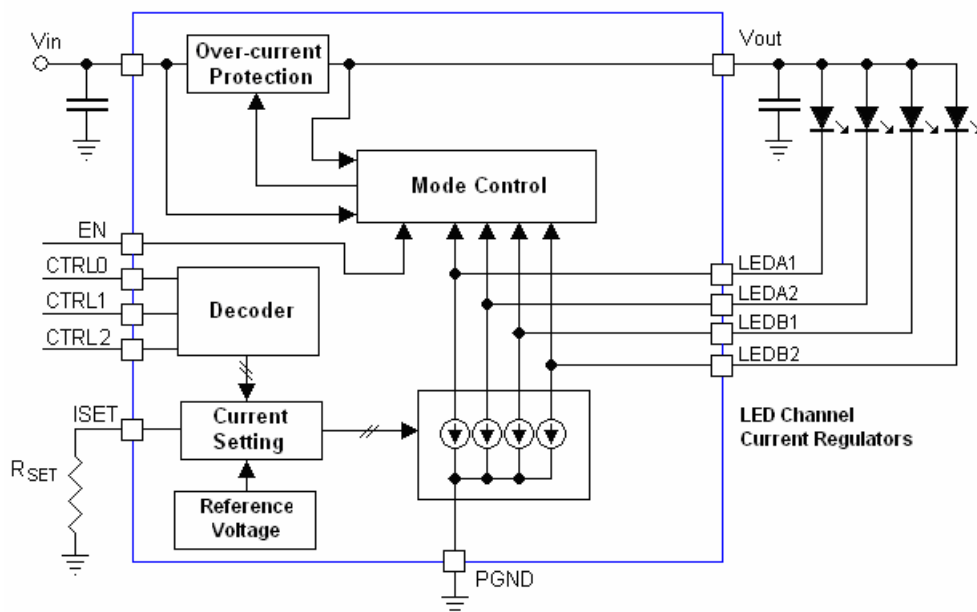 Vin
Over-current
Protection
Vout
Mode Control
EN
CTRL0
CTRL1
CTRL2
Decoder
LEDA1
LEDA2
LEDB1
LEDB2
ISET
Current
Setting
LED Channel
Current Regulators
RSET
Reference
Voltage
PGND